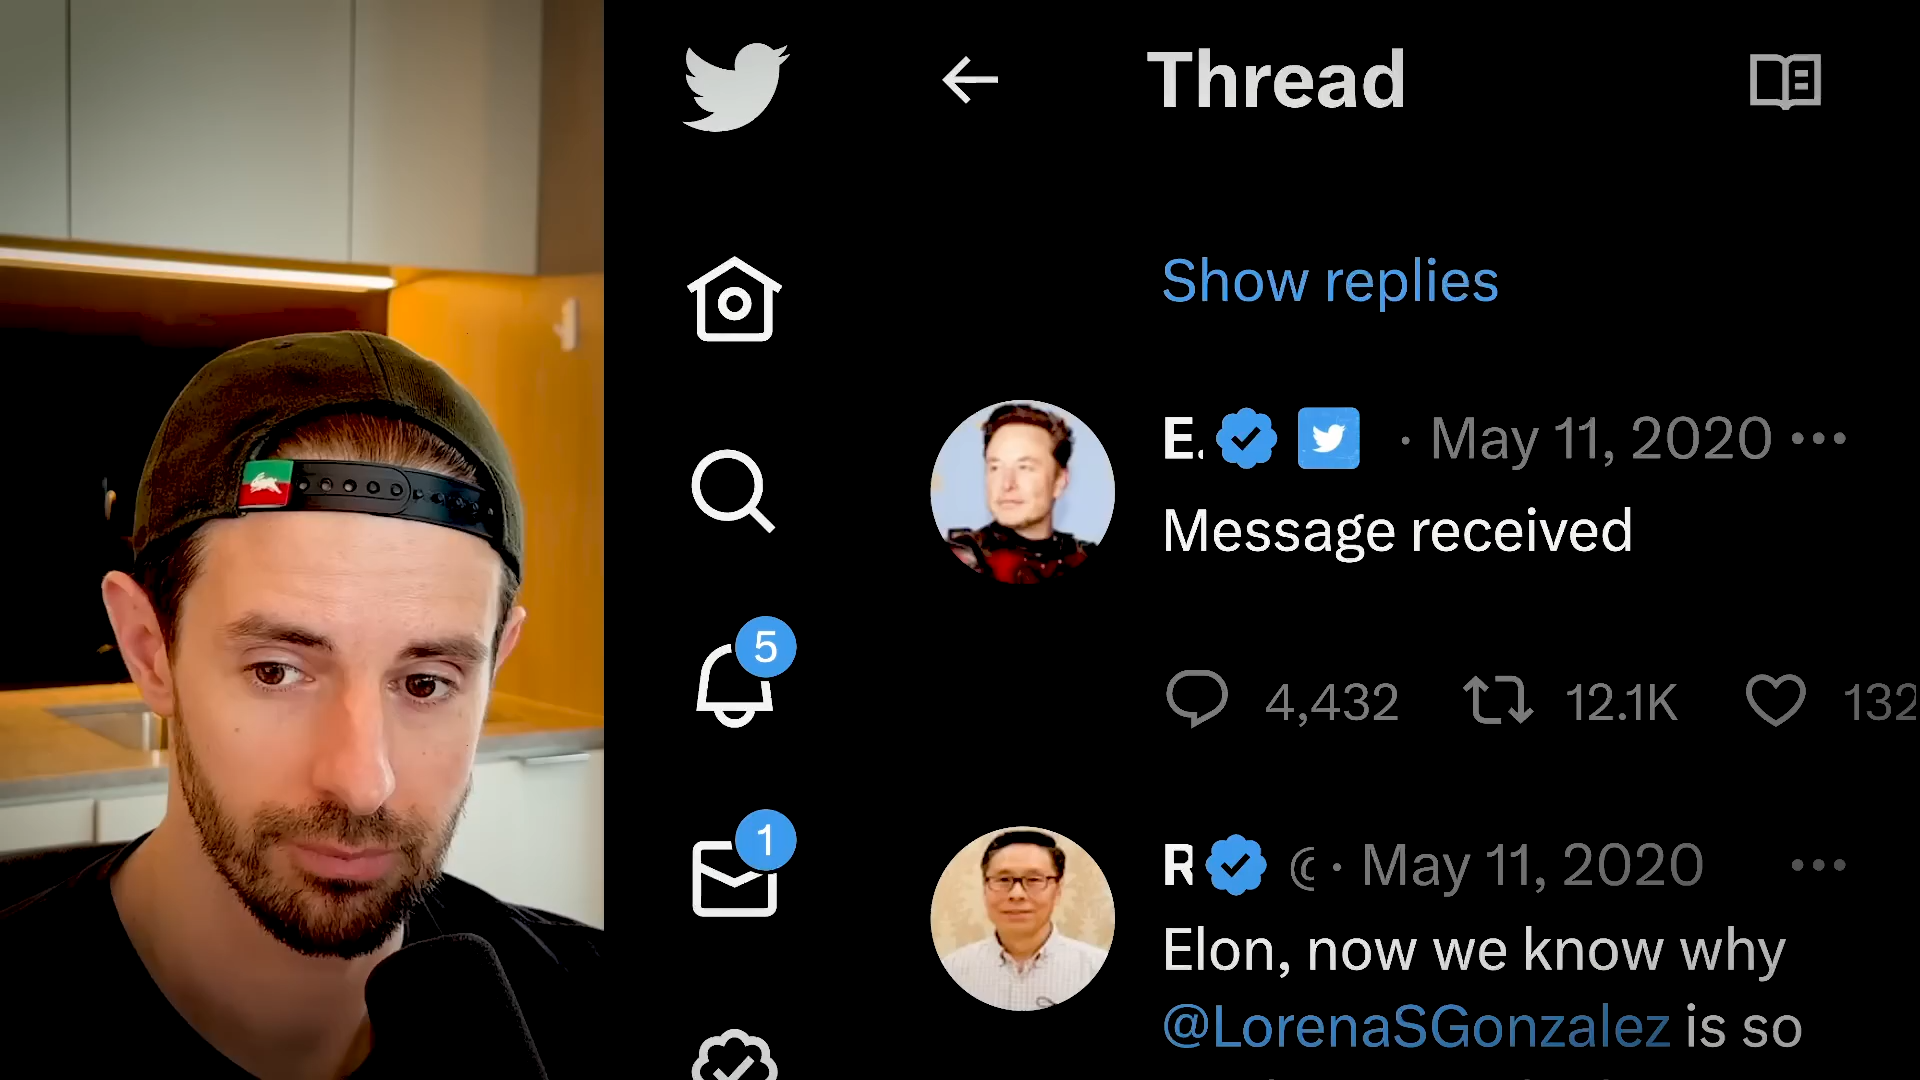 Thread
Show replies
E. · May 11, 2020
Message received
5
4,432 12.1K 132
1
R @ · May 11, 2020
Elon, now we know why
@LorenaSGonzalez is so